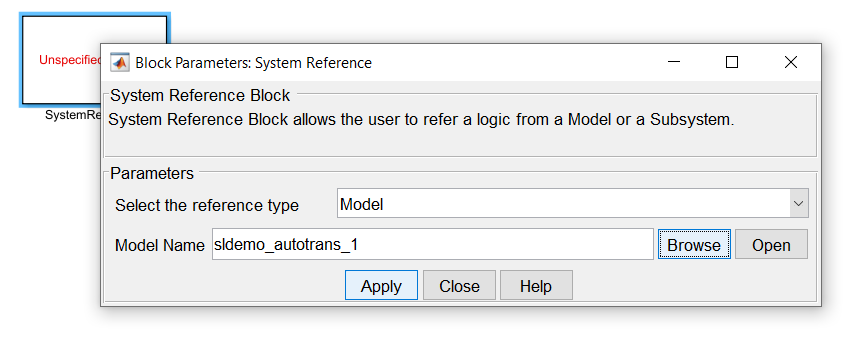 Unspecified
SystemRe
Block Parameters: System Reference
System Reference Block
System Reference Block allows the user to refer a logic from a Model or a Subsystem.
Parameters
Select the reference type Model
Model Name sldemo_autotrans_1 Browse Open
Apply Close Help